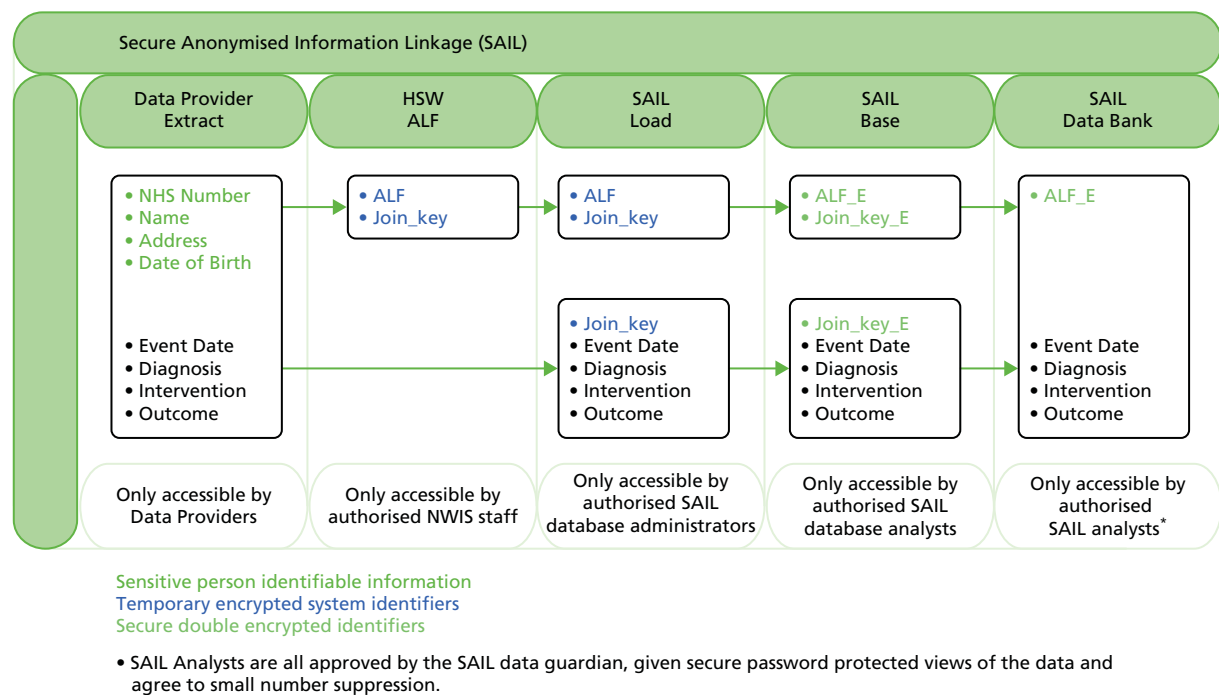 Secure Anonymised Information Linkage (SAIL)
Data Provider
Extract
HSW
ALF
SAIL
Load
SAIL
Base
SAIL
Data Bank
• NHS Number
• Name
• Address
• Date of Birth
• Event Date
• Diagnosis
• Intervention
• Outcome
• ALF
• Join_key
• ALF
• Join_key
• Join_key
• Event Date
• Diagnosis
• Intervention
• Outcome
• ALF_E
• Join_key_E
• Join_key_E
• Event Date
• Diagnosis
• Intervention
• Outcome
• ALF_E
• Event Date
• Diagnosis
• Intervention
• Outcome
Only accessible by
Data Providers
Only accessible by
authorised NWIS staff
Only accessible by
authorised SAIL
database administrators
Only accessible by
authorised SAIL
database analysts
Only accessible by
authorised
SAIL analysts*
Sensitive person identifiable information
Temporary encrypted system identifiers
Secure double encrypted identifiers
• SAIL Analysts are all approved by the SAIL data guardian, given secure password protected views of the data and
agree to small number suppression.